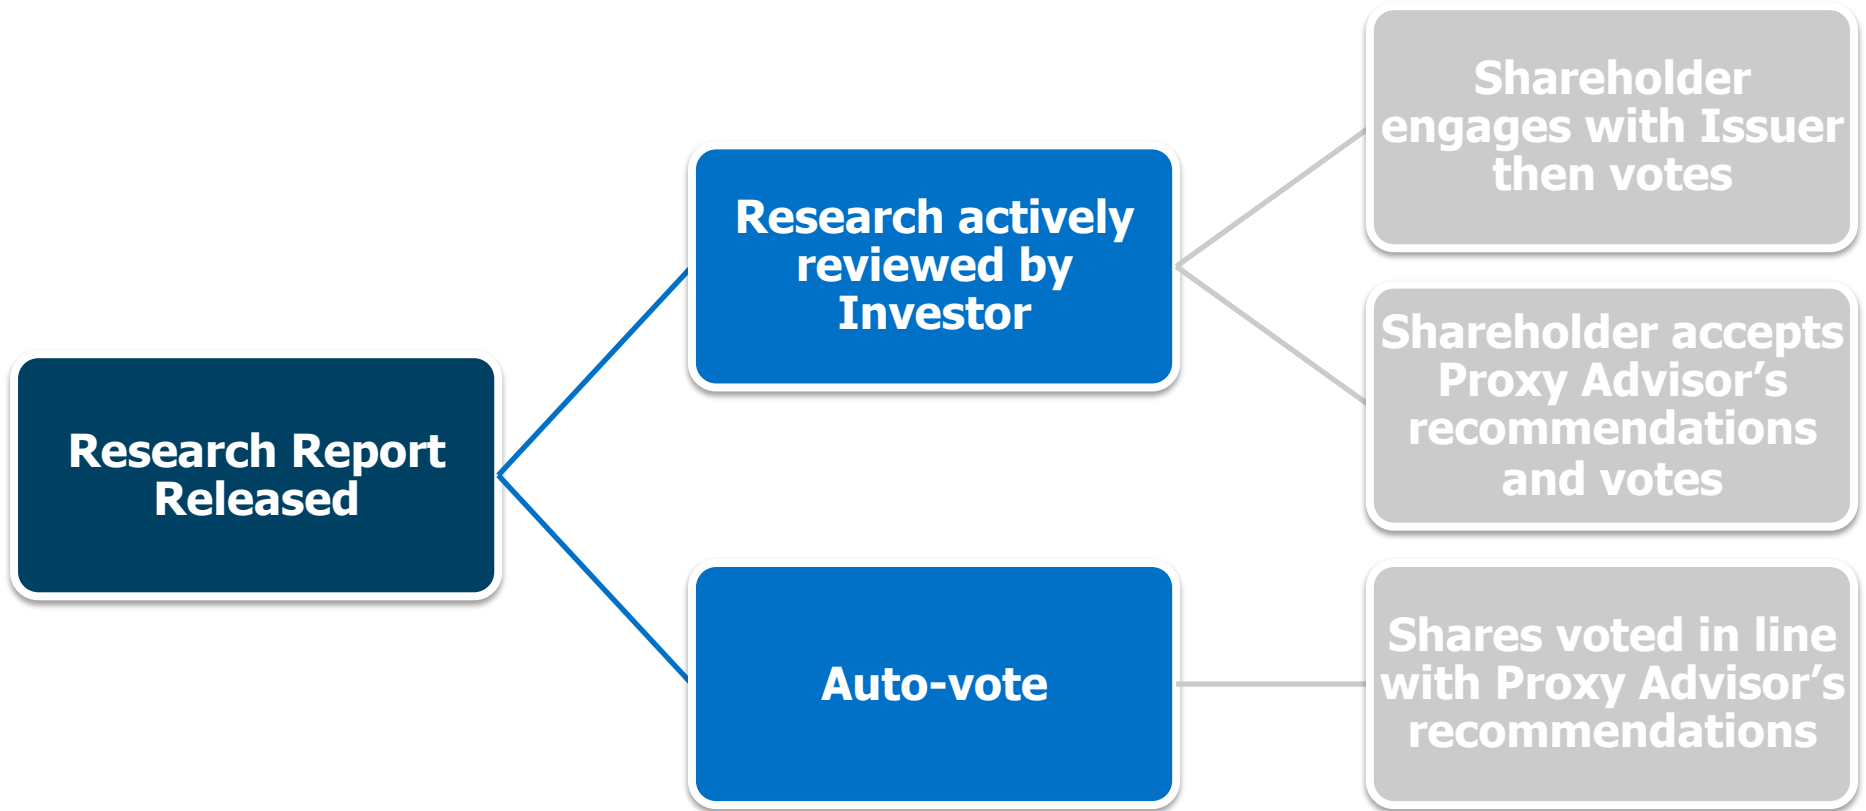 Research Report
Released
Research actively
reviewed by
Investor
Auto-vote
Shareholder
engages with Issuer
then votes
Shareholder accepts
Proxy Advisor’s
recommendations
and votes
Shares voted in line
with Proxy Advisor’s
recommendations